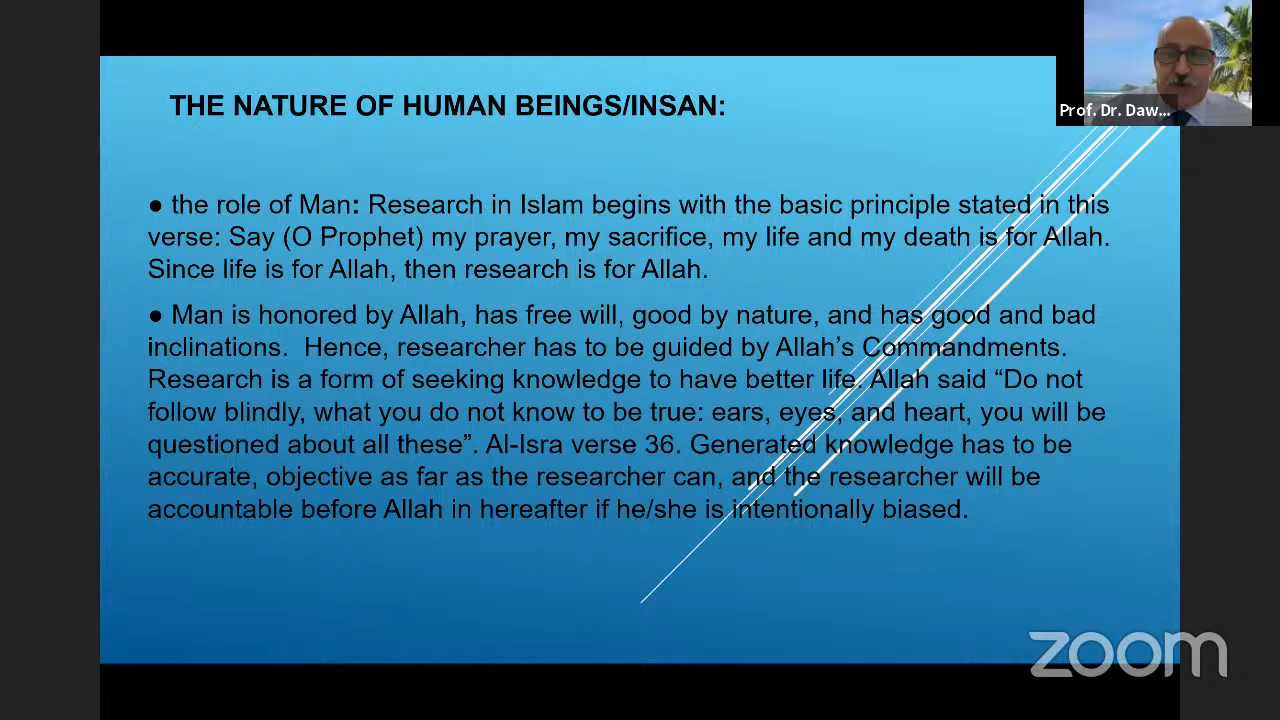 THE NATURE OF HUMAN BEINGS/INSAN:
Prof. Dr. Daw...
● the role of Man: Research in Islam begins with the basic principle stated in this
verse: Say (O Prophet) my prayer, my sacrifice, my life and my death is for Allah.
Since life is for Allah, then research is for Allah.
● Man is honored by Allah, has free will, good by nature, and has good and bad
inclinations.  Hence, researcher has to be guided by Allah’s Commandments.
Research is a form of seeking knowledge to have better life. Allah said “Do not
follow blindly, what you do not know to be true: ears, eyes, and heart, you will be
questioned about all these”. Al-Isra verse 36. Generated knowledge has to be
accurate, objective as far as the researcher can, and the researcher will be
accountable before Allah in hereafter if he/she is intentionally biased.
zoom